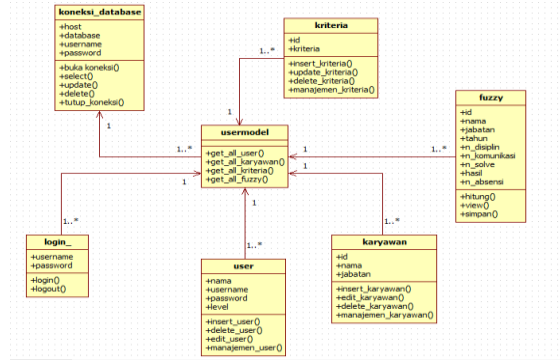 koneksi_database
+host
+database
+username
+password
+buka koneksi()
+select()
+update()
+delete()
+tutup_koneksi()
1
1..*
kriteria
+id
+kriteria
+insert_kriteria()
+update_kriteria()
+delete_kriteria()
+manajemen_kriteria()
1..*
1
usermodel
+get_all_user()
+get_all_karyawan()
+get_all_kriteria()
+get_all_fuzzy()
fuzzy
+id
+nama
+jabatan
+tahun
+n_disiplin
+n_komunikasi
+n_solve
+hasil
+n_absensi
+hitung()
+view()
+simpan()
1
1..*
login_
+username
+password
+login()
+logout()
1
1..*
user
+nama
+username
+password
+level
+insert_user()
+delete_user()
+edit_user()
+manajemen_user()
1
1..*
karyawan
+id
+nama
+jabatan
+insert_karyawan()
+edit_karyawan()
+delete_karyawan()
+manajemen_karyawan()
1
1..*